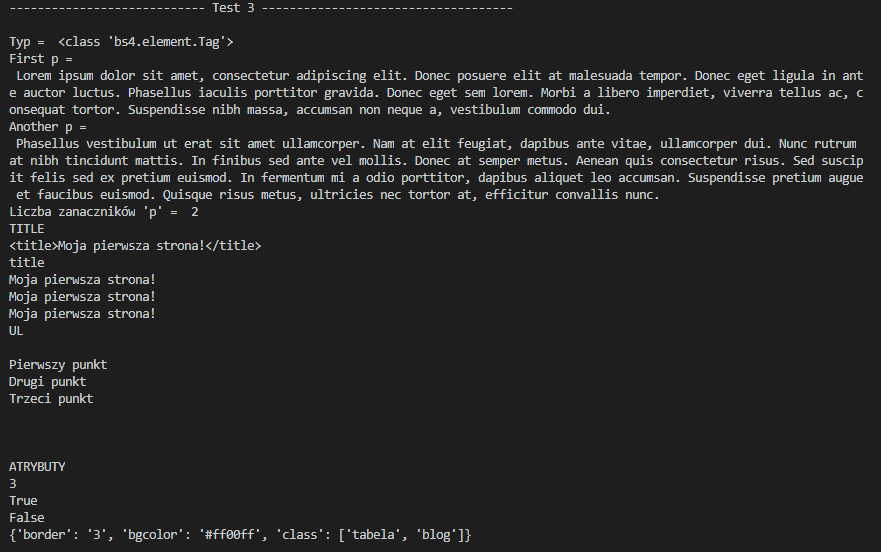 ---------------------------- Test 3 ------------------------------------
Typ =  <class 'bs4.element.Tag'>
First p =
 Lorem ipsum dolor sit amet, consectetur adipiscing elit. Donec posuere elit at malesuada tempor. Donec eget ligula in ant
e auctor luctus. Phasellus iaculis porttitor gravida. Donec eget sem lorem. Morbi a libero imperdiet, viverra tellus ac, c
onsequat tortor. Suspendisse nibh massa, accumsan non neque a, vestibulum commodo dui.
Another p =
 Phasellus vestibulum ut erat sit amet ullamcorper. Nam at elit feugiat, dapibus ante vitae, ullamcorper dui. Nunc rutrum
at nibh tincidunt mattis. In finibus sed ante vel mollis. Donec at semper metus. Aenean quis consectetur risus. Sed suscip
it felis sed ex pretium euismod. In fermentum mi a odio porttitor, dapibus aliquet leo accumsan. Suspendisse pretium augue
 et faucibus euismod. Quisque risus metus, ultricies nec tortor at, efficitur convallis nunc.
Liczba zanaczników 'p' =  2
TITLE
<title>Moja pierwsza strona!</title>
title
Moja pierwsza strona!
Moja pierwsza strona!
Moja pierwsza strona!
UL
Pierwszy punkt
Drugi punkt
Trzeci punkt
ATRYBUTY
3
True
False
{'border': '3', 'bgcolor': '#ff00ff', 'class': ['tabela', 'blog']}